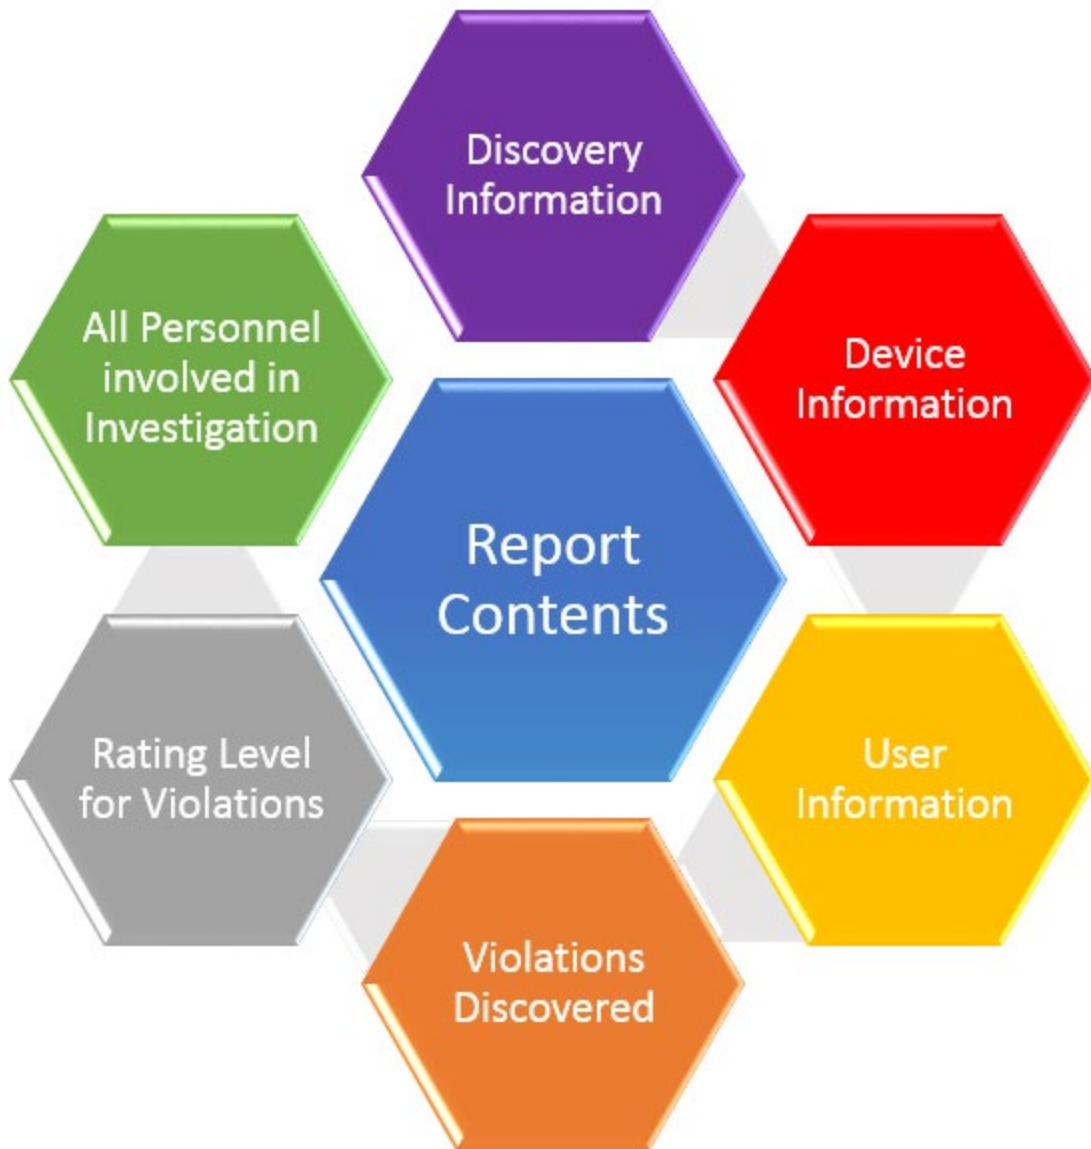 Discovery
Information
Device
Information
User
Information
Violations
Discovered
Rating Level
for Violations
All Personnel
involved in
Investigation
Report
Contents